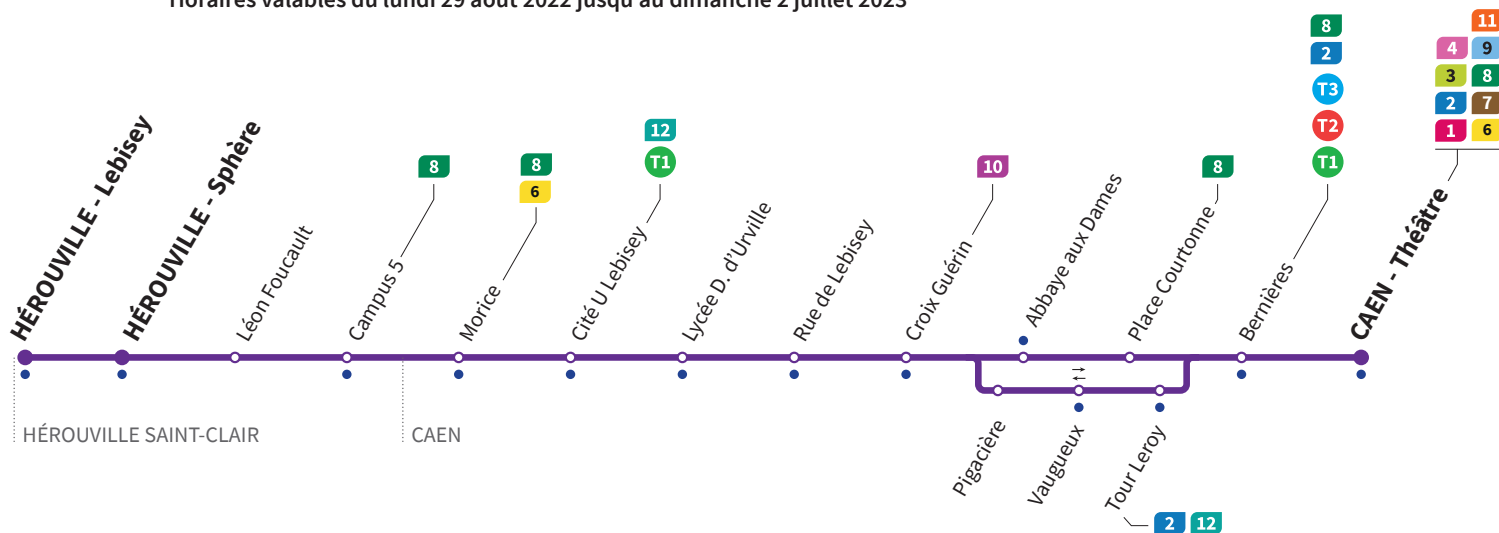 Horaires valables du lundi 29 août 2022 jusqu'au dimanche 2 juillet 2023
8
2
T3
T2
T1
11
4 9
3 8
2 7
1 6
12
T1
8
8
6
10
8
HÉROUVILLE - Lebisey
HÉROUVILLE - Sphère
Léon Foucault
Campus 5
Morice
Cité U Lebisey
Lycée D. d'Urville
Rue de Lebisey
Croix Guérin
Abbaye aux Dames
Place Courtonne
Bernières
CAEN - Théâtre
HÉROUVILLE SAINT-CLAIR
CAEN
Pigacière
Vaugueux
Tour Leroy
2 12